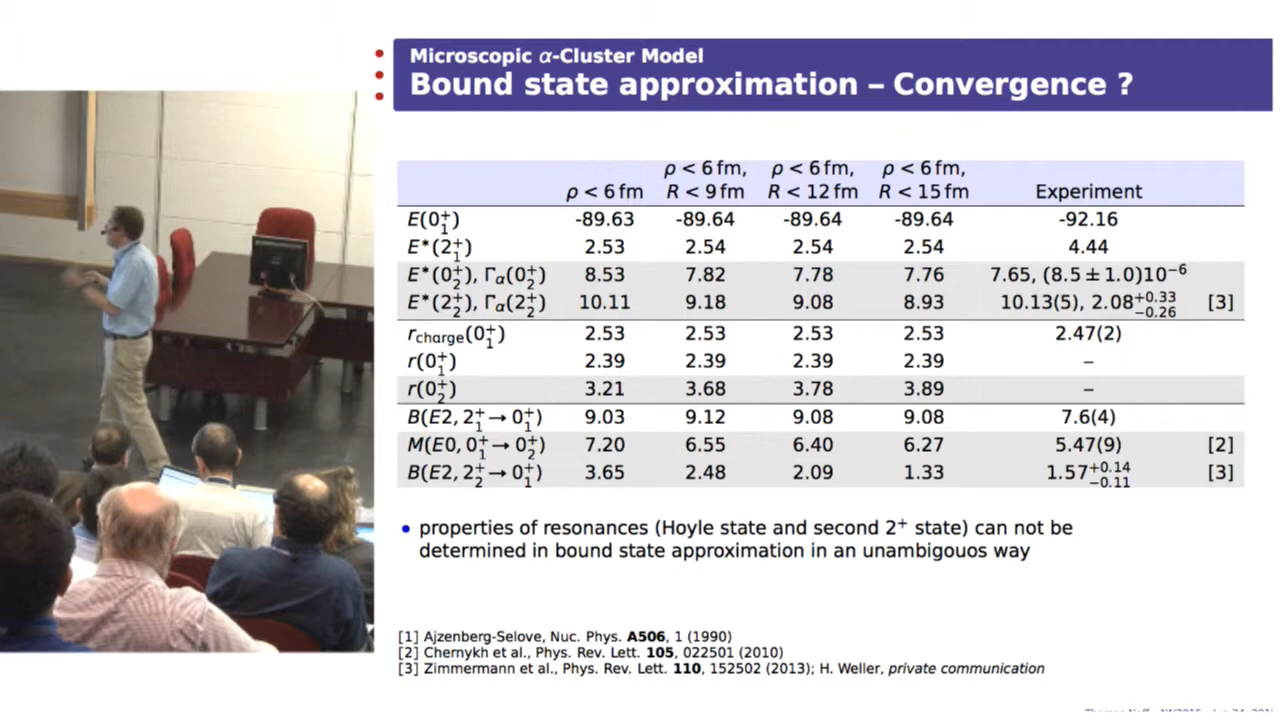 Microscopic α-Cluster Model
Bound state approximation – Convergence ?
ρ < 6 fm
ρ < 6 fm, R < 9 fm
ρ < 6 fm, R < 12 fm
ρ < 6 fm, R < 15 fm
Experiment
E(0₁⁺) -89.63 -89.64 -89.64 -89.64 -92.16
E*(2₁⁺) 2.53 2.54 2.54 2.54 4.44
E*(0₂⁺), Γα(0₂⁺) 8.53 7.82 7.78 7.76 7.65, (8.5 ± 1.0)10⁻⁶
E*(2₂⁺), Γα(2₂⁺) 10.11 9.18 9.08 8.93 10.13(5), 2.08+0.33−0.26 [3]
rcharge(0₁⁺) 2.53 2.53 2.53 2.53 2.47(2)
r(0₁⁺) 2.39 2.39 2.39 2.39 –
r(0₂⁺) 3.21 3.68 3.78 3.89 –
B(E2, 2₁⁺ → 0₁⁺) 9.03 9.12 9.08 9.08 7.6(4)
M(E0, 0₁⁺ → 0₂⁺) 7.20 6.55 6.40 6.27 5.47(9) [2]
B(E2, 2₂⁺ → 0₁⁺) 3.65 2.48 2.09 1.33 1.57+0.14−0.11 [3]
• properties of resonances (Hoyle state and second 2⁺ state) can not be
determined in bound state approximation in an unambigouos way
[1] Ajzenberg-Selove, Nuc. Phys. A506, 1 (1990)
[2] Chernykh et al., Phys. Rev. Lett. 105, 022501 (2010)
[3] Zimmermann et al., Phys. Rev. Lett. 110, 152502 (2013); H. Weller, private communication